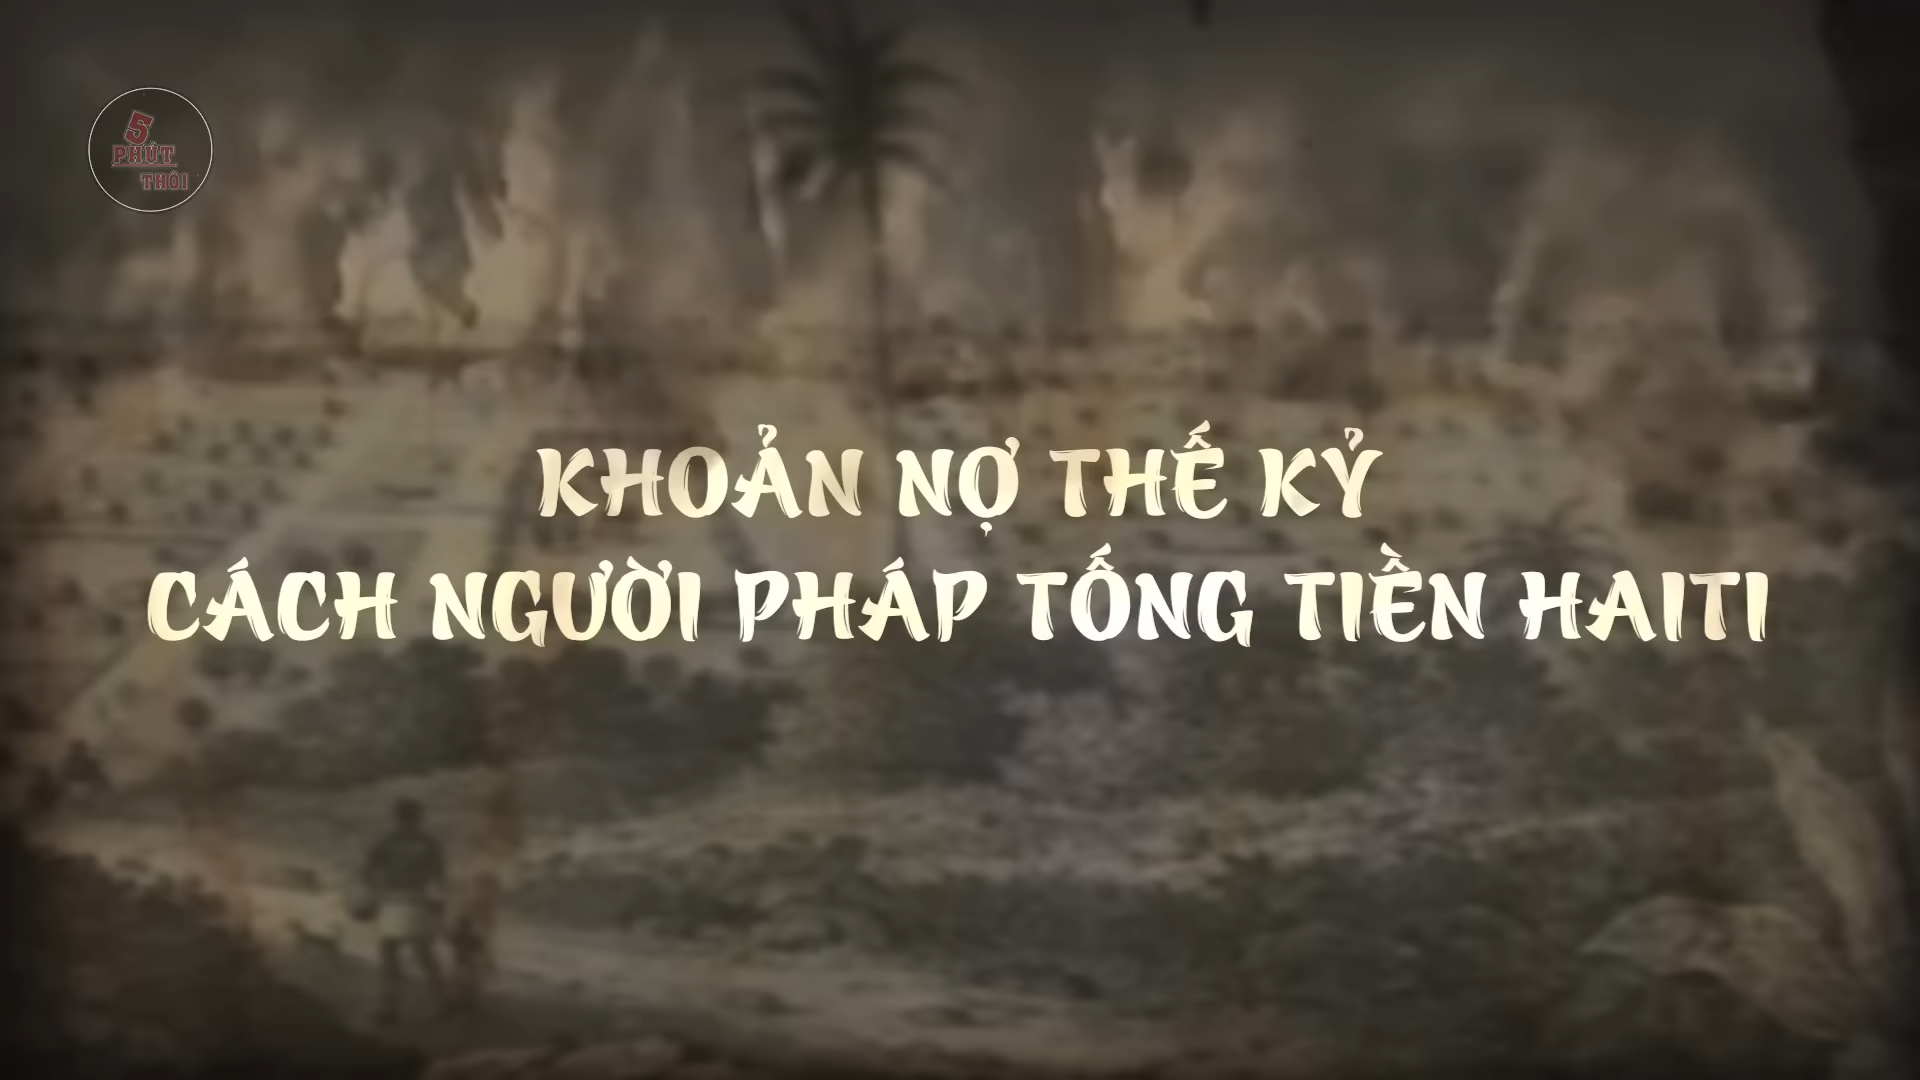 5
PHÚT
THÔI
KHOẢN NỢ THẾ KỶ
CÁCH NGƯỜI PHÁP TỐNG TIỀN HAITI